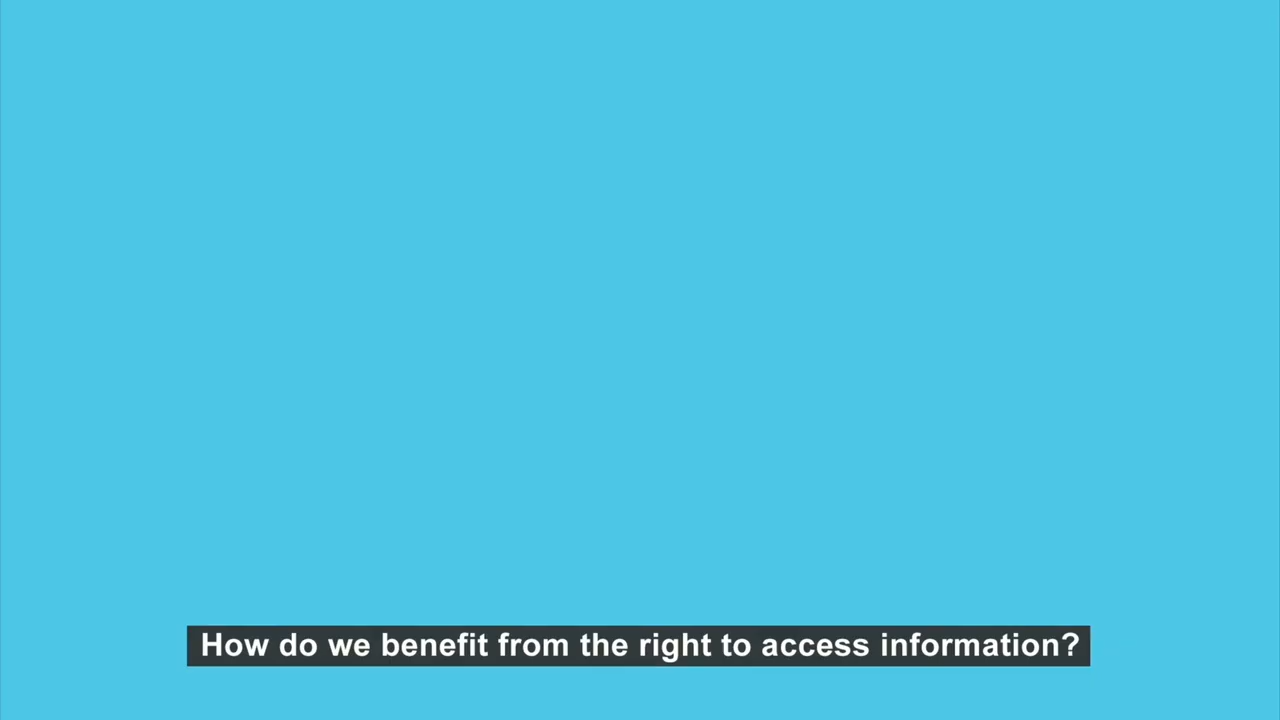 How do we benefit from the right to access information?